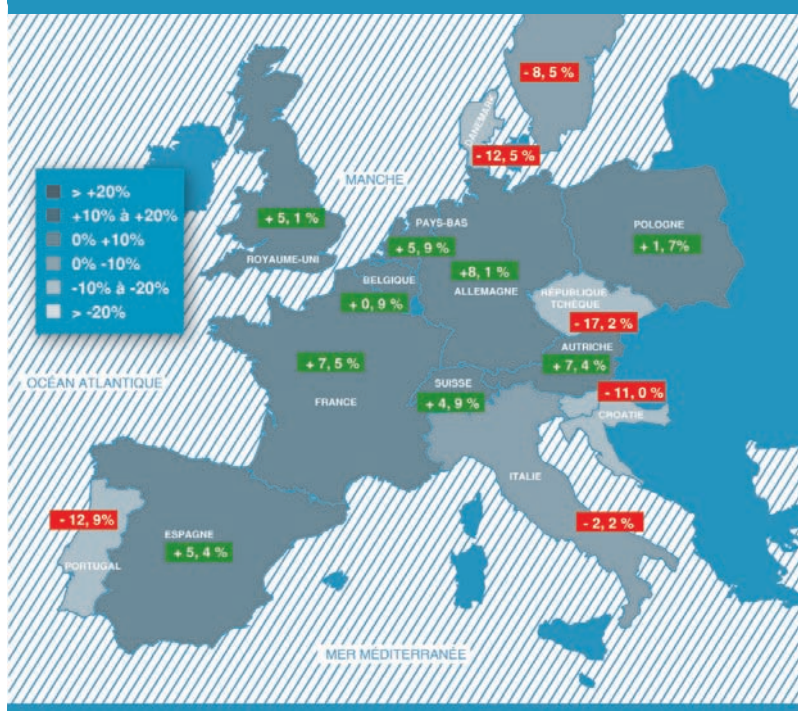 - 8, 5 %
DANEMARK
- 12, 5 %
MANCHE
> +20%
+10% à +20%
0% +10%
0% -10%
-10% à -20%
> -20%
+ 5, 1 %
ROYAUME-UNI
PAYS-BAS
+ 5, 9 %
POLOGNE
+ 1, 7%
BELGIQUE
+ 0, 9 %
+8, 1 %
ALLEMAGNE
RÉPUBLIQUE
TCHÈQUE
- 17, 2 %
AUTRICHE
+ 7, 4 %
OCÉAN ATLANTIQUE
+ 7, 5 %
FRANCE
SUISSE
+ 4, 9 %
- 11, 0 %
CROATIE
ITALIE
- 2, 2 %
- 12, 9%
PORTUGAL
ESPAGNE
+ 5, 4 %
MER MÉDITERRANÉE